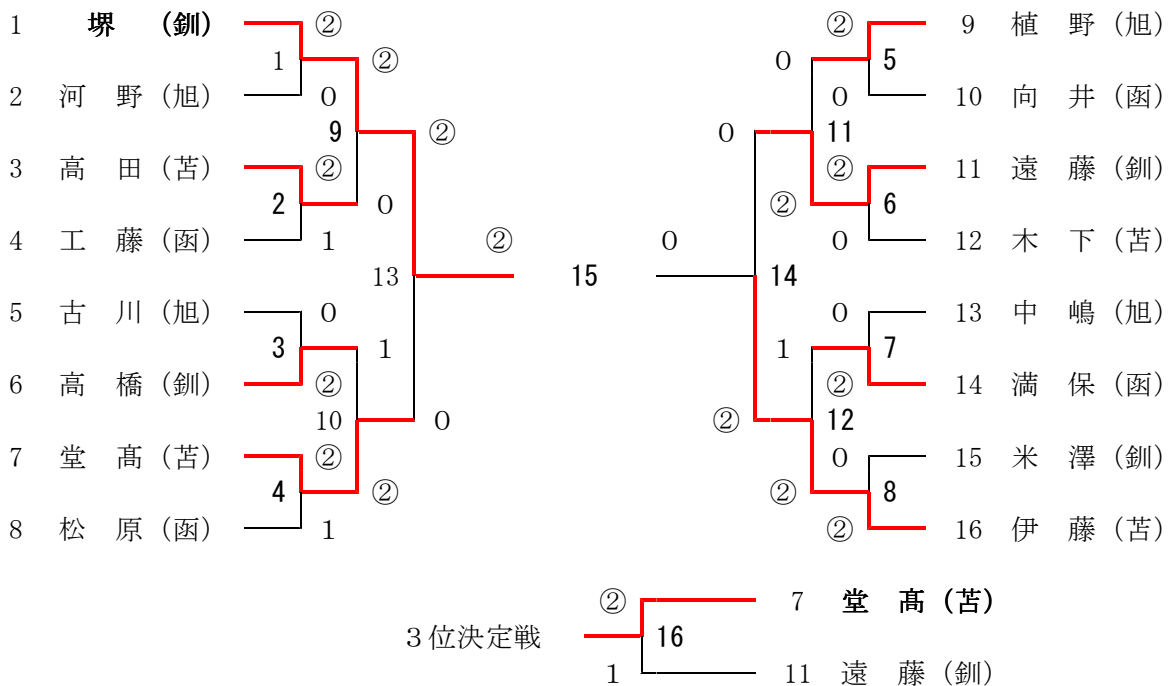 1 堺 （釧） ② ② 9 植 野（旭）
1 ② 0 5
2 河 野（旭） 0 0 10 向 井（函）
9 ② 0 11
3 高 田（苫） ② ② 11 遠 藤（釧）
2 0 ② 6
4 工 藤（函） 1 ② 0 0 12 木 下（苫）
13 15 14
5 古 川（旭） 0 0 13 中 嶋（旭）
3 1 1 7
6 高 橋（釧） ② ② 14 満 保（函）
10 0 ② 12
7 堂 髙（苫） ② 0 15 米 澤（釧）
4 ② ② 8
8 松 原（函） 1 ② 16 伊 藤（苫）
② 7 堂 髙（苫）
３位決定戦 16
1 11 遠 藤（釧）